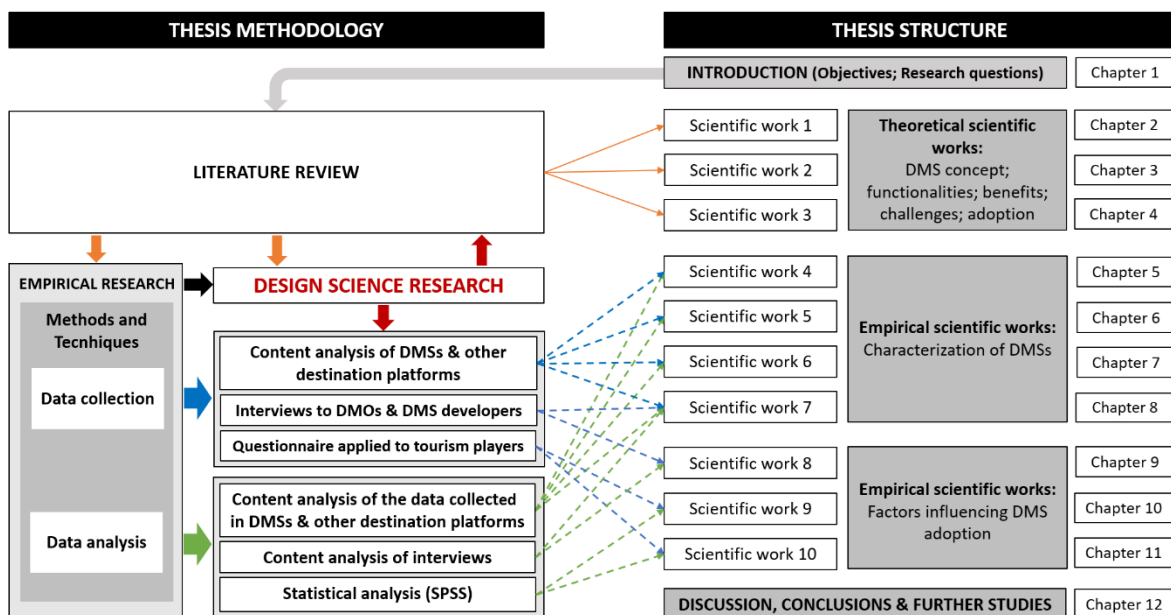 THESIS METHODOLOGY
THESIS STRUCTURE
INTRODUCTION (Objectives; Research questions)
Chapter 1
LITERATURE REVIEW
Scientific work 1
Scientific work 2
Scientific work 3
Theoretical scientific
works:
DMS concept;
functionalities; benefits;
challenges; adoption
Chapter 2
Chapter 3
Chapter 4
EMPIRICAL RESEARCH
Methods and
Tecnhiques
Data collection
Data analysis
DESIGN SCIENCE RESEARCH
Content analysis of DMSs & other
destination platforms
Interviews to DMOs & DMS developers
Questionnaire applied to tourism players
Content analysis of the data collected
in DMSs & other destination platforms
Content analysis of interviews
Statistical analysis (SPSS)
Scientific work 4
Scientific work 5
Scientific work 6
Scientific work 7
Empirical scientific works:
Characterization of DMSs
Chapter 5
Chapter 6
Chapter 7
Chapter 8
Scientific work 8
Scientific work 9
Scientific work 10
Empirical scientific works:
Factors influencing DMS
adoption
Chapter 9
Chapter 10
Chapter 11
DISCUSSION, CONCLUSIONS & FURTHER STUDIES
Chapter 12